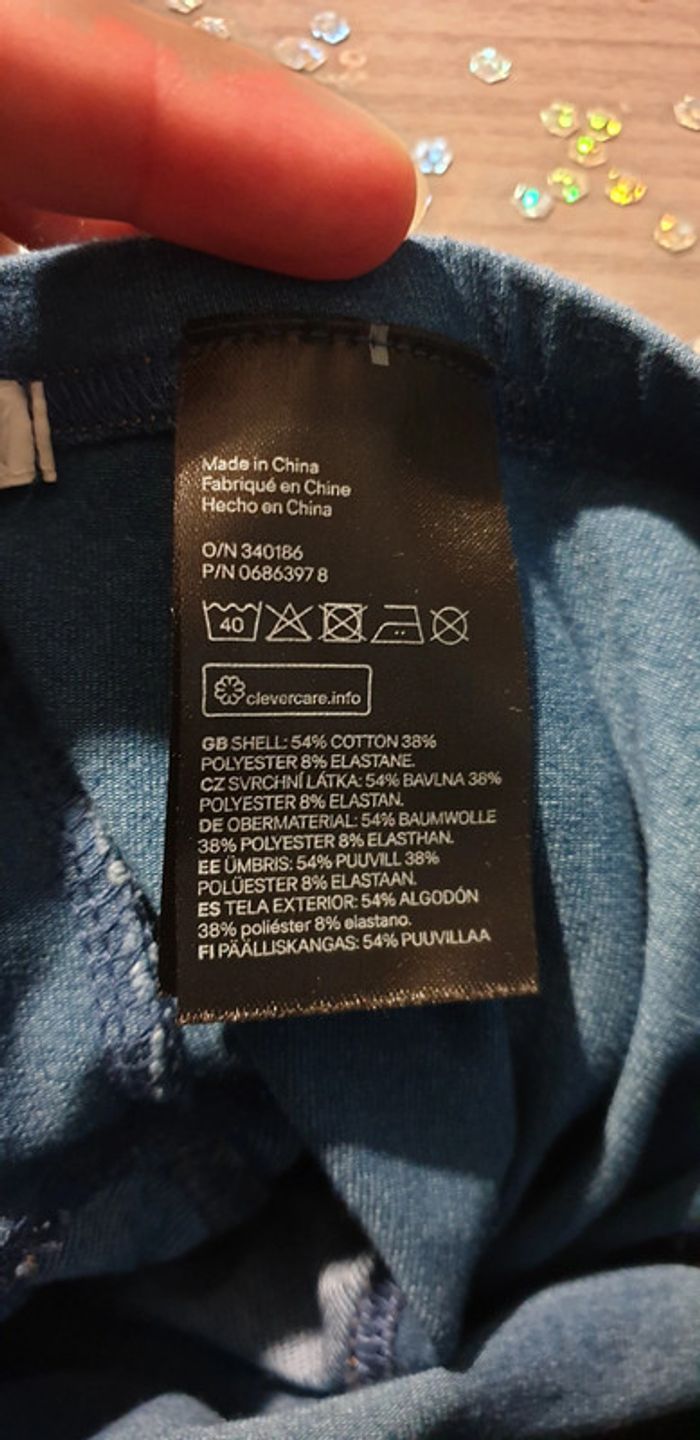 Made in China
Fabriqué en Chine
Hecho en China
O/N 340186
P/N 0686397 8
40
clevercare.info
GB SHELL: 54% COTTON 38%
POLYESTER 8% ELASTANE.
CZ SVRCHNÍ LÁTKA: 54% BAVLNA 38%
POLYESTER 8% ELASTAN.
DE OBERMATERIAL: 54% BAUMWOLLE
38% POLYESTER 8% ELASTHAN.
EE ÜMBRIS: 54% PUUVILL 38%
POLÜESTER 8% ELASTAAN.
ES TELA EXTERIOR: 54% ALGODÓN
38% poliéster 8% elastano.
FI PÄÄLLISKANGAS: 54% PUUVILLAA